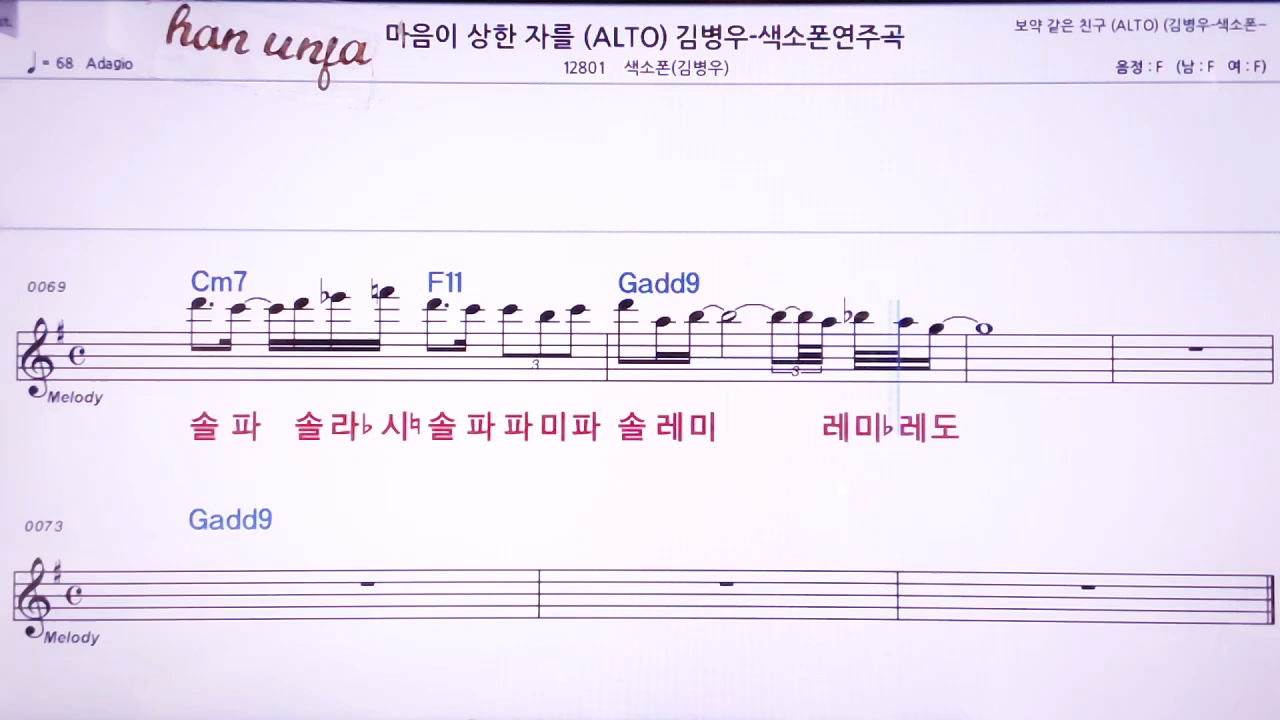 han unja
마음이 상한 자를 (ALTO) 김병우-색소폰연주곡
보약 같은 친구 (ALTO) (김병우-색소폰-
♩= 68 Adagio
12801 색소폰(김병우)
음정 : F (남 : F 여 : F)
0069
Cm7 F11 Gadd9
3 3
Melody
솔 파 솔 라♭ 시♮ 솔 파 파 미 파 솔 레 미 레 미♭ 레 도
0073
Gadd9
Melody